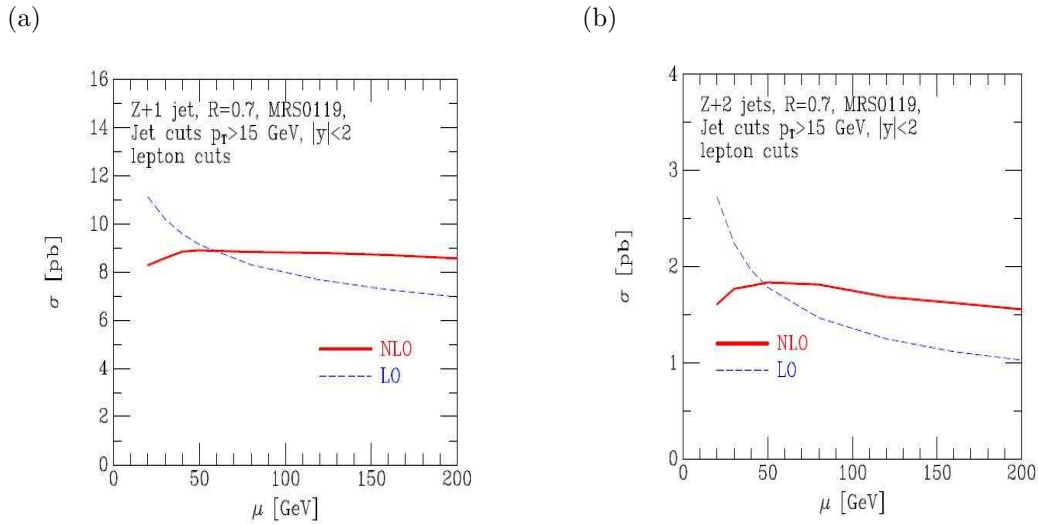 (a)
16
14
12
10
8
6
4
2
0
σ [pb]
Z+1 jet, R=0.7, MRS0119,
Jet cuts p_T>15 GeV, |y|<2
lepton cuts
NLO
LO
0 50 100 150 200
μ [GeV]
(b)
4
3
2
1
0
σ [pb]
Z+2 jets, R=0.7, MRS0119,
Jet cuts p_T>15 GeV, |y|<2
lepton cuts
NLO
LO
0 50 100 150 200
μ [GeV]